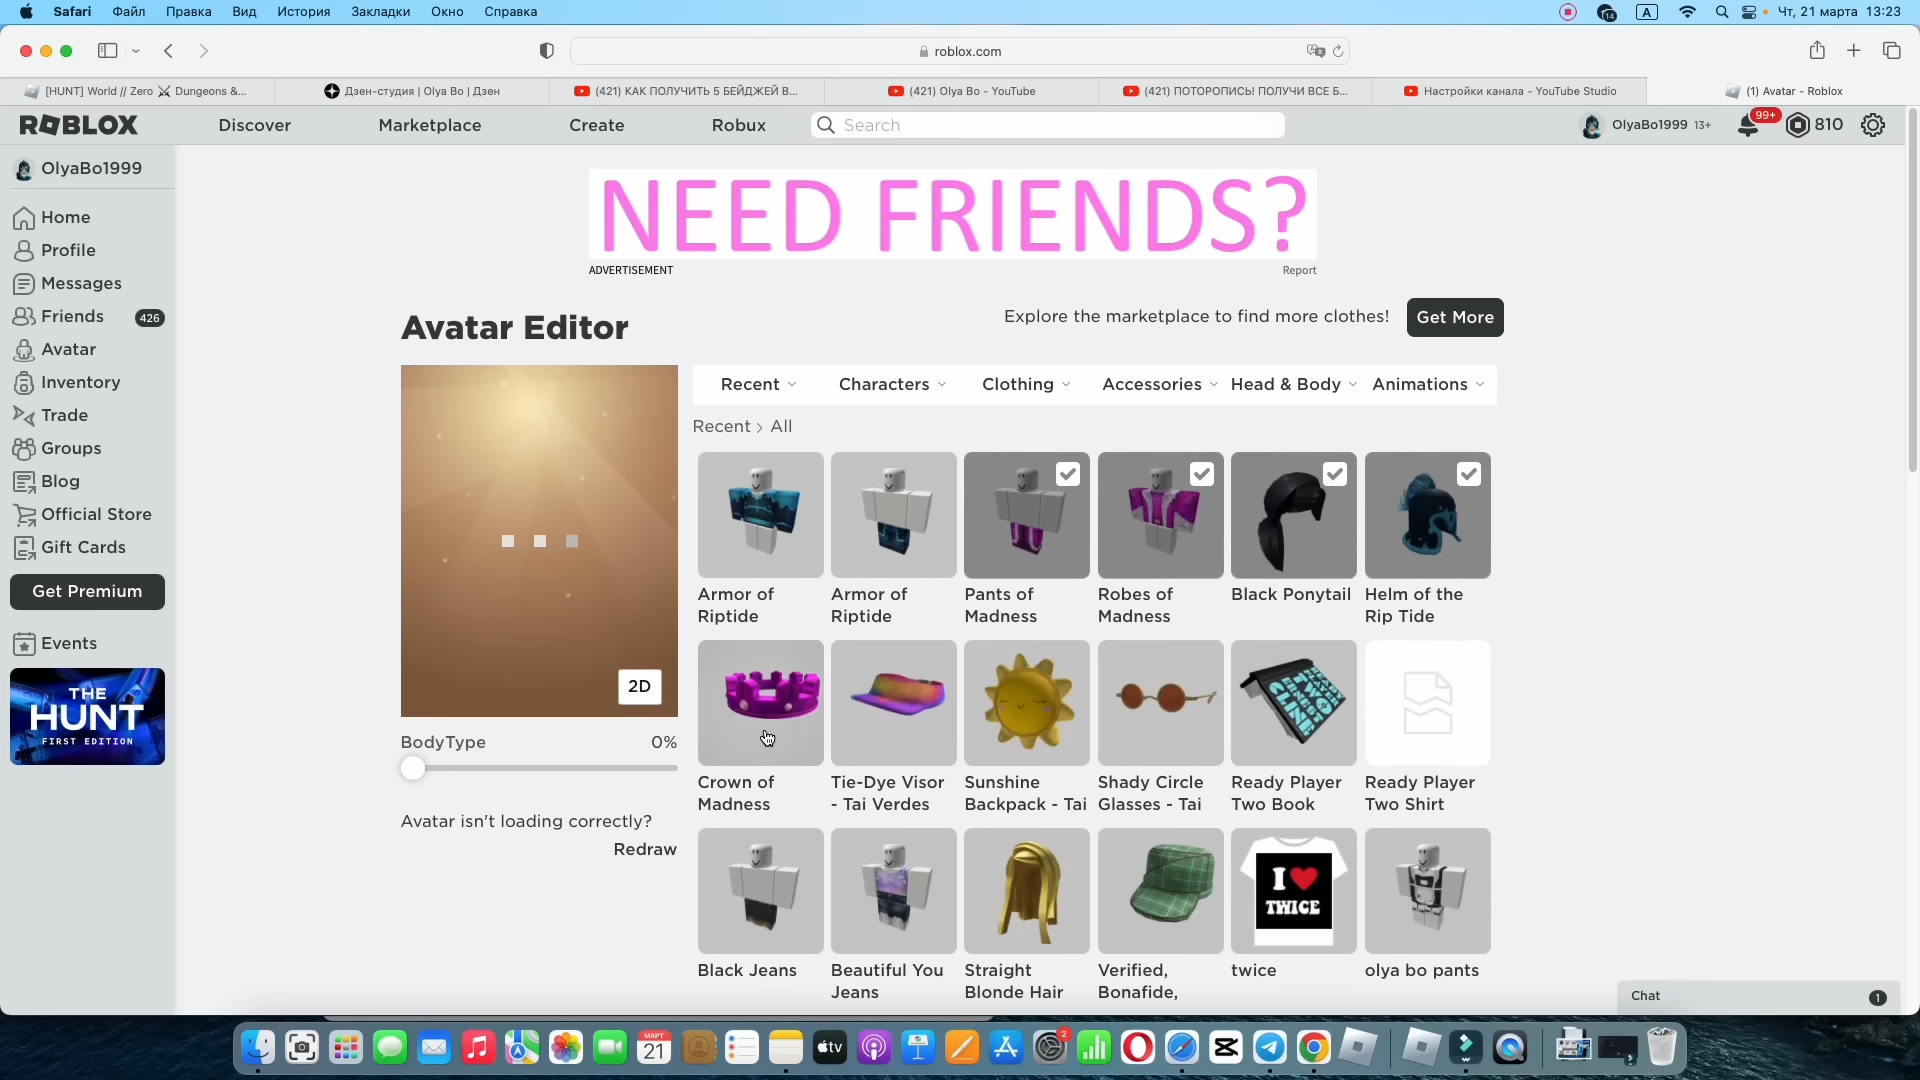 Safari Файл Правка Вид История Закладки Окно Справка
14 A Чт, 21 марта 13:23
roblox.com
[HUNT] World // Zero ⚔ Dungeons &... Дзен-студия | Olya Bo | Дзен (421) КАК ПОЛУЧИТЬ 5 БЕЙДЖЕЙ В... (421) Olya Bo - YouTube (421) ПОТОРОПИСЬ! ПОЛУЧИ ВСЕ Б... Настройки канала - YouTube Studio (1) Avatar - Roblox
ROBLOX Discover Marketplace Create Robux Search OlyaBo1999 13+ 99+ 810
OlyaBo1999
Home
Profile
Messages
Friends 426
Avatar
Inventory
Trade
Groups
Blog
Official Store
Gift Cards
Get Premium
Events
THE
HUNT
FIRST EDITION
NEED FRIENDS?
ADVERTISEMENT Report
Avatar Editor
Explore the marketplace to find more clothes! Get More
2D
BodyType 0%
Avatar isn't loading correctly?
Redraw
Recent Characters Clothing Accessories Head & Body Animations
Recent > All
Armor of Riptide
Armor of Riptide
Pants of Madness
Robes of Madness
Black Ponytail
Helm of the Rip Tide
Crown of Madness
Tie-Dye Visor - Tai Verdes
Sunshine Backpack - Tai
Shady Circle Glasses - Tai
Ready Player Two Book
Ready Player Two Shirt
I ❤ TWICE
Black Jeans
Beautiful You Jeans
Straight Blonde Hair
Verified, Bonafide,
twice
olya bo pants
Chat 1
МАРТ
21
tv
2